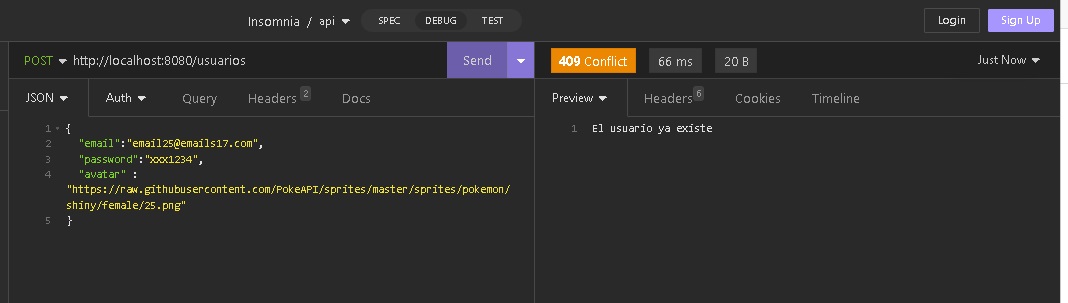 Insomnia / api SPEC DEBUG TEST Login Sign Up
POST http://localhost:8080/usuarios Send
409 Conflict 66 ms 20 B Just Now
JSON Auth Query Headers 2 Docs
Preview Headers 6 Cookies Timeline
1 {
2 "email":"email25@emails17.com",
3 "password":"xxx1234",
4 "avatar" :
"https://raw.githubusercontent.com/PokeAPI/sprites/master/sprites/pokemon/
shiny/female/25.png"
5 }
1 El usuario ya existe